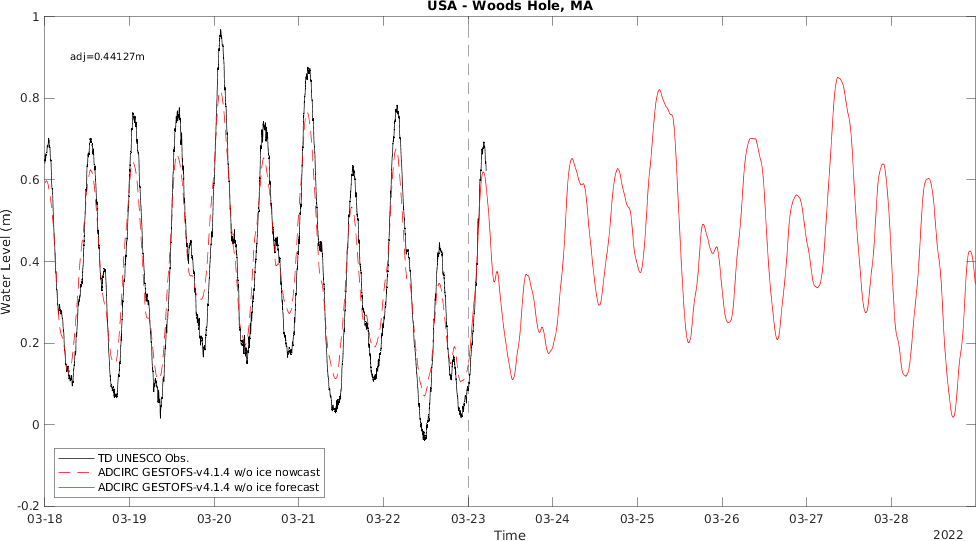 USA - Woods Hole, MA
adj=0.44127m
1
0.8
0.6
0.4
0.2
0
-0.2
Water Level (m)
TD UNESCO Obs.
ADCIRC GESTOFS-v4.1.4 w/o ice nowcast
ADCIRC GESTOFS-v4.1.4 w/o ice forecast
03-18 03-19 03-20 03-21 03-22 03-23 03-24 03-25 03-26 03-27 03-28
Time
2022